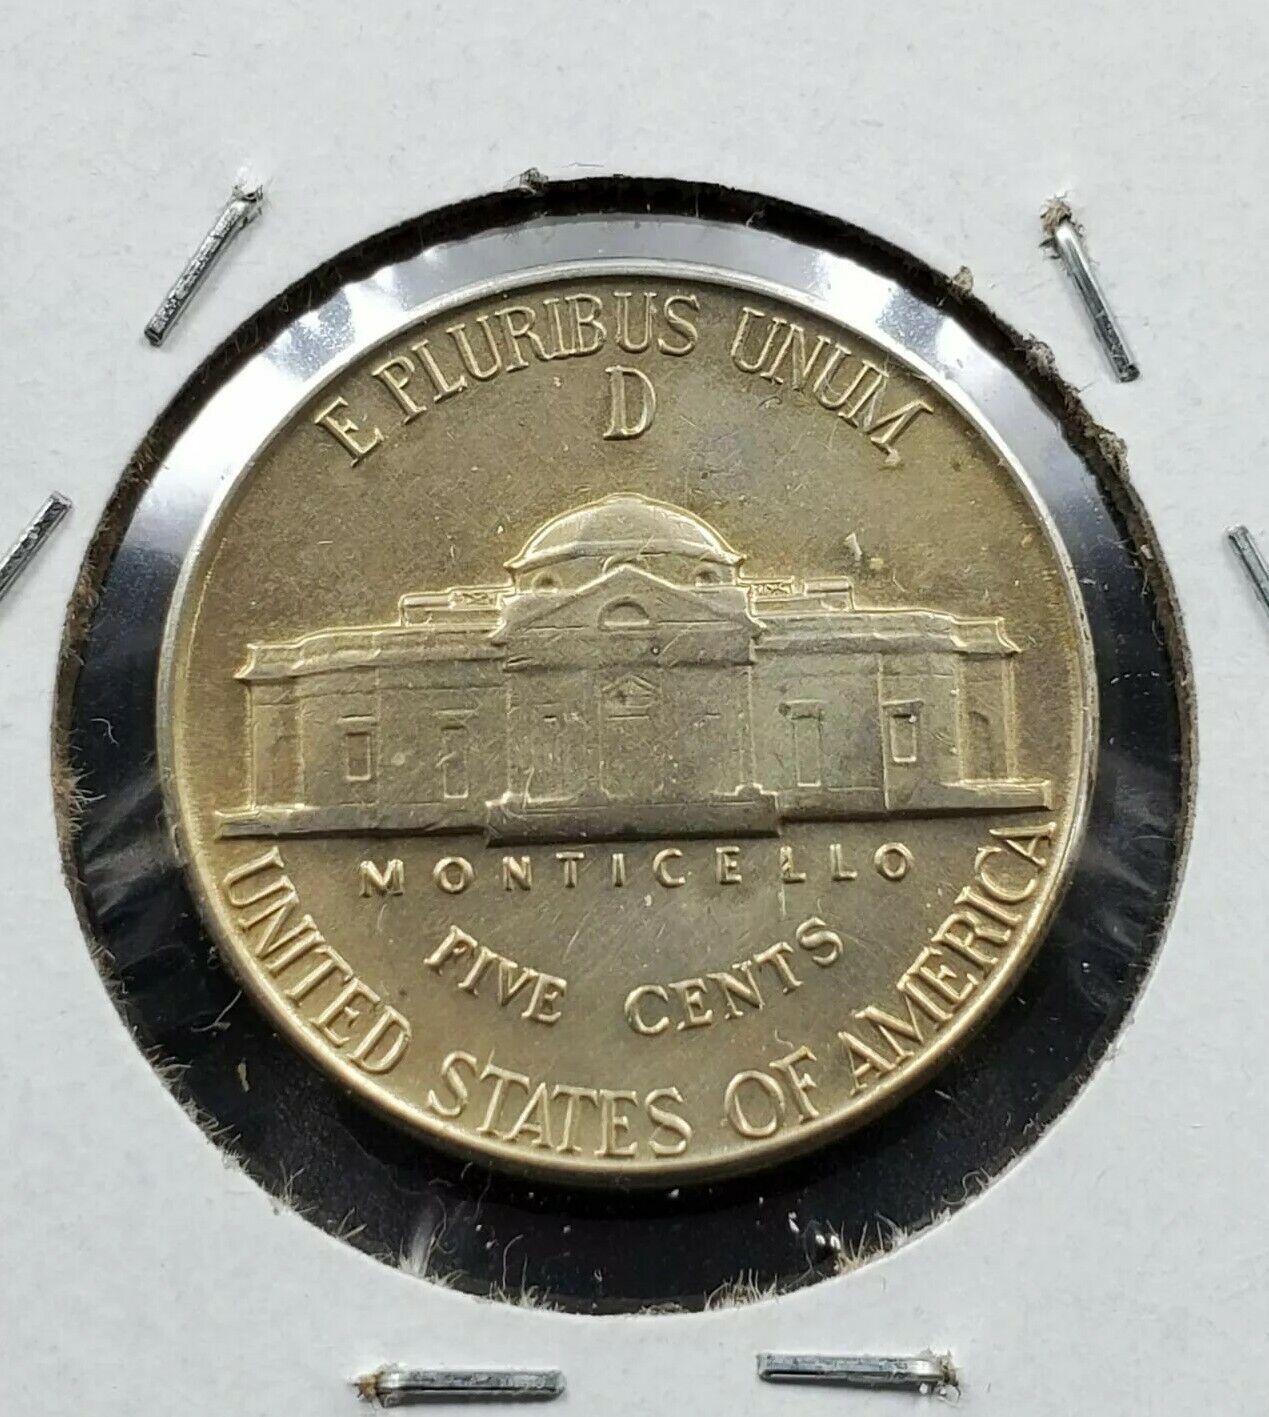 E PLURIBUS UNUM
D
MONTICELLO
FIVE CENTS
UNITED STATES OF AMERICA